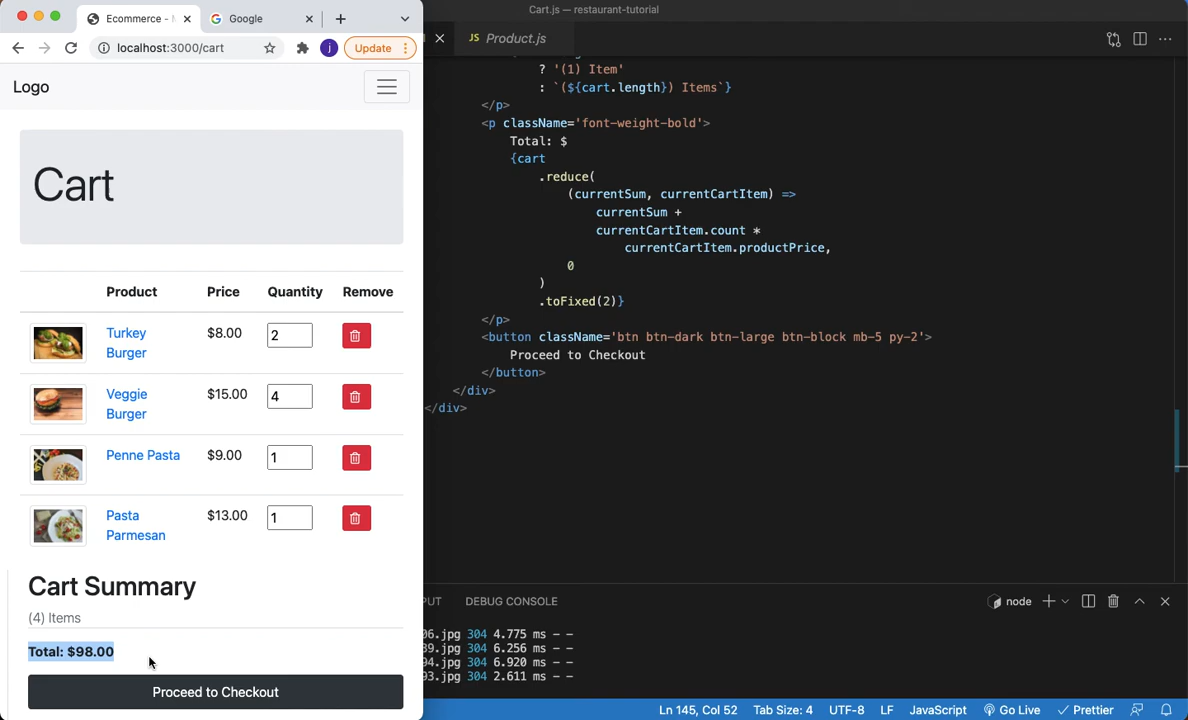 Ecommerce -
Google
localhost:3000/cart
j
Update
Logo
Cart
Product Price Quantity Remove
Turkey
Burger
$8.00
2
Veggie
Burger
$15.00
4
Penne Pasta
$9.00
1
Pasta
Parmesan
$13.00
1
Cart Summary
(4) Items
Total: $98.00
Proceed to Checkout
Cart.js — restaurant-tutorial
JS Product.js
? '(1) Item'
: `(${cart.length}) Items`}
</p>
<p className='font-weight-bold'>
Total: $
{cart
.reduce(
(currentSum, currentCartItem) =>
currentSum +
currentCartItem.count *
currentCartItem.productPrice,
0
)
.toFixed(2)}
</p>
<button className='btn btn-dark btn-large btn-block mb-5 py-2'>
Proceed to Checkout
</button>
</div>
</div>
PUT DEBUG CONSOLE
node
06.jpg 304 4.775 ms - -
89.jpg 304 6.256 ms - -
94.jpg 304 6.920 ms - -
93.jpg 304 2.611 ms - -
Ln 145, Col 52 Tab Size: 4 UTF-8 LF JavaScript Go Live Prettier